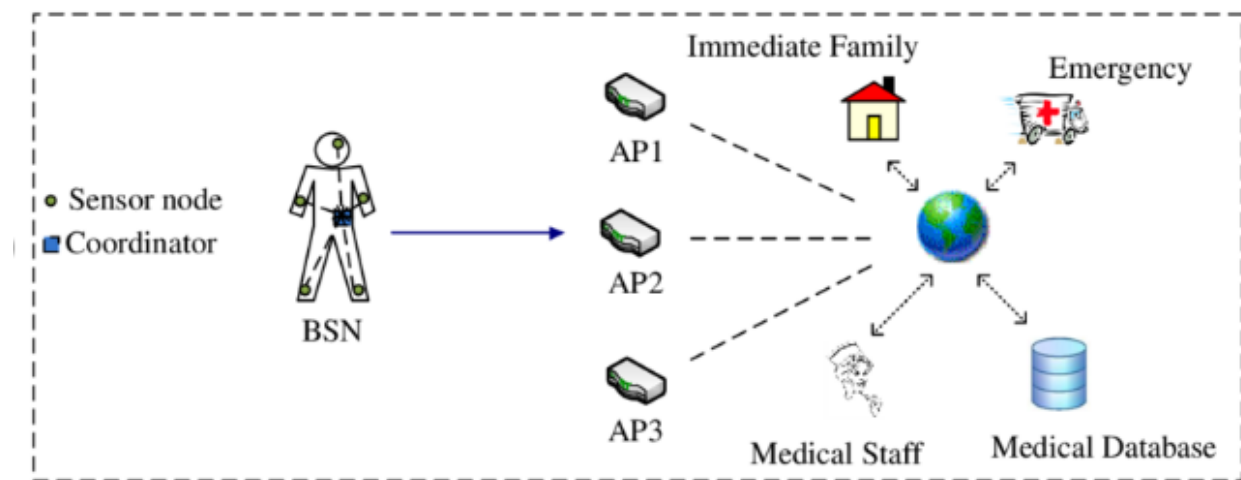 Immediate Family
Emergency
AP1
Sensor node
Coordinator
AP2
BSN
AP3
Medical Staff
Medical Database